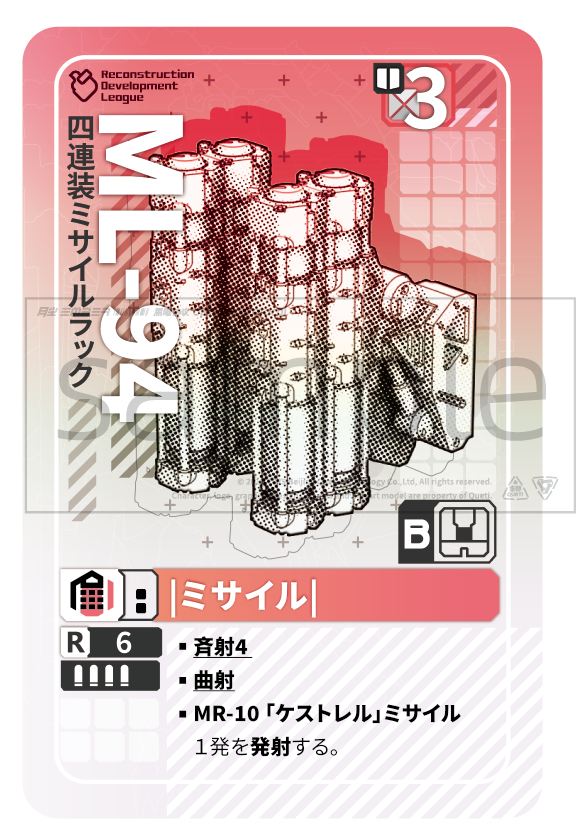 Reconstruction
Development
League
3
四連装ミサイルラック
ML-94
sample
B
|ミサイル|
R 6
▪ 斉射4
▪ 曲射
▪ MR-10 「ケストレル」ミサイル
１発を発射する。